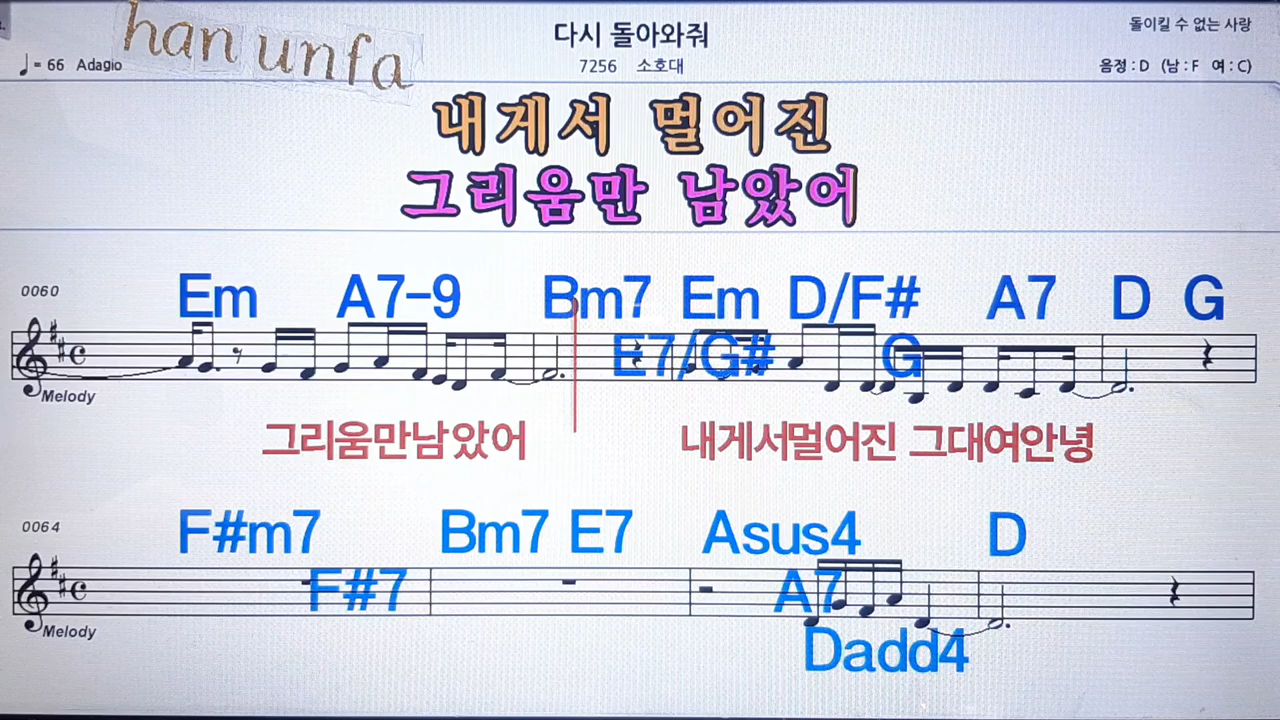 han unfa
다시 돌아와줘
돌이킬 수 없는 사랑
♩= 66 Adagio
7256 소호대
음정 : D (남 : F 여 : C)
내게서 멀어진
그리움만 남았어
0060
Em A7-9 Bm7 Em D/F# A7 D G
E7/G# G
Melody
그리움만남았어 내게서멀어진 그대여안녕
0064
F#m7 Bm7 E7 Asus4 D
F#7 A7
Melody
Dadd4